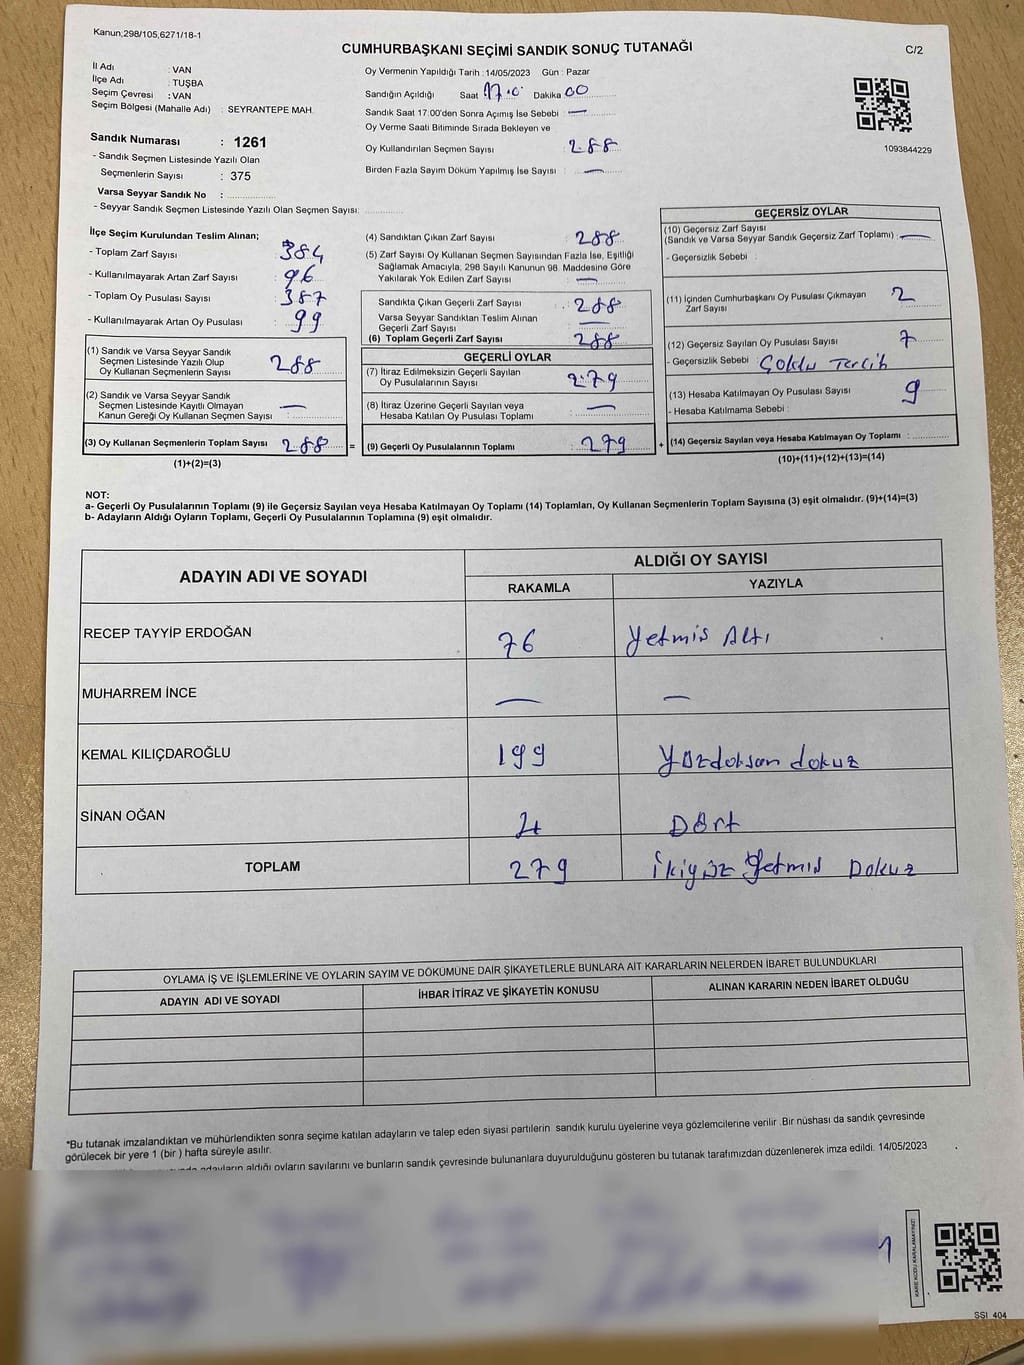 Kanun,298/105,6271/18-1
CUMHURBAŞKANI SEÇİMİ SANDIK SONUÇ TUTANAĞI
C/2
İl Adı : VAN
İlçe Adı : TUŞBA
Seçim Çevresi : VAN
Seçim Bölgesi (Mahalle Adı) : SEYRANTEPE MAH.
Sandık Numarası : 1261
- Sandık Seçmen Listesinde Yazılı Olan
Seçmenlerin Sayısı : 375
Varsa Seyyar Sandık No :
- Seyyar Sandık Seçmen Listesinde Yazılı Olan Seçmen Sayısı:
Oy Vermenin Yapıldığı Tarih :14/05/2023 Gün : Pazar
Sandığın Açıldığı Saat 17.0 Dakika 00
Sandık Saat 17:00'den Sonra Açımış İse Sebebi : —
Oy Verme Saati Bitiminde Sırada Bekleyen ve
Oy Kullandırılan Seçmen Sayısı : 288
Birden Fazla Sayım Döküm Yapılmış İse Sayısı : —
1093844229
İlçe Seçim Kurulundan Teslim Alınan;
- Toplam Zarf Sayısı : 384
- Kullanılmayarak Artan Zarf Sayısı : 96
- Toplam Oy Pusulası Sayısı : 387
- Kullanılmayarak Artan Oy Pusulası : 99
(1) Sandık ve Varsa Seyyar Sandık
Seçmen Listesinde Yazılı Olup
Oy Kullanan Seçmenlerin Sayısı : 288
(2) Sandık ve Varsa Seyyar Sandık
Seçmen Listesinde Kayıtlı Olmayan
Kanun Gereği Oy Kullanan Seçmen Sayısı : —
(3) Oy Kullanan Seçmenlerin Toplam Sayısı : 288 =
(1)+(2)=(3)
(4) Sandıktan Çıkan Zarf Sayısı : 288
(5) Zarf Sayısı Oy Kullanan Seçmen Sayısından Fazla İse, Eşitliği
Sağlamak Amacıyla, 298 Sayılı Kanunun 98. Maddesine Göre
Yakılarak Yok Edilen Zarf Sayısı : —
Sandıkta Çıkan Geçerli Zarf Sayısı : 288
Varsa Seyyar Sandıktan Teslim Alınan
Geçerli Zarf Sayısı : —
(6) Toplam Geçerli Zarf Sayısı : 288
GEÇERLİ OYLAR
(7) İtiraz Edilmeksizin Geçerli Sayılan
Oy Pusulalarının Sayısı : 279
(8) İtiraz Üzerine Geçerli Sayılan veya
Hesaba Katılan Oy Pusulası Toplamı : —
(9) Geçerli Oy Pusulalarının Toplamı : 279 +
GEÇERSİZ OYLAR
(10) Geçersiz Zarf Sayısı
(Sandık ve Varsa Seyyar Sandık Geçersiz Zarf Toplamı) : —
- Geçersizlik Sebebi :
(11) İçinden Cumhurbaşkanı Oy Pusulası Çıkmayan
Zarf Sayısı : 2
(12) Geçersiz Sayılan Oy Pusulası Sayısı : 7
- Geçersizlik Sebebi : Çoklu Tercih
(13) Hesaba Katılmayan Oy Pusulası Sayısı : 9
- Hesaba Katılmama Sebebi :
(14) Geçersiz Sayılan veya Hesaba Katılmayan Oy Toplamı :
(10)+(11)+(12)+(13)=(14)
NOT:
a- Geçerli Oy Pusulalarının Toplamı (9) ile Geçersiz Sayılan veya Hesaba Katılmayan Oy Toplamı (14) Toplamları, Oy Kullanan Seçmenlerin Toplam Sayısına (3) eşit olmalıdır. (9)+(14)=(3)
b- Adayların Aldığı Oyların Toplamı, Geçerli Oy Pusulalarının Toplamına (9) eşit olmalıdır.
ADAYIN ADI VE SOYADI
ALDIĞI OY SAYISI
RAKAMLA YAZIYLA
RECEP TAYYİP ERDOĞAN 76 Yetmis Altı
MUHARREM İNCE — —
KEMAL KILIÇDAROĞLU 199 Yüzdoksan dokuz
SİNAN OĞAN 4 Dört
TOPLAM 279 İkiyüz Yetmis Dokuz
OYLAMA İŞ VE İŞLEMLERİNE VE OYLARIN SAYIM VE DÖKÜMÜNE DAİR ŞİKAYETLERLE BUNLARA AİT KARARLARIN NELERDEN İBARET BULUNDUKLARI
ADAYIN ADI VE SOYADI İHBAR İTİRAZ VE ŞİKAYETİN KONUSU ALINAN KARARIN NEDEN İBARET OLDUĞU
*Bu tutanak imzalandıktan ve mühürlendikten sonra seçime katılan adayların ve talep eden siyasi partilerin sandık kurulu üyelerine veya gözlemcilerine verilir .Bir nüshası da sandık çevresinde
görülecek bir yere 1 (bir ) hafta süreyle asılır.
adayların aldığı oyların sayılarını ve bunların sandık çevresinde bulunanlara duyurulduğunu gösteren bu tutanak tarafımızdan düzenlenerek imza edildi. 14/05/2023
KARE KODU KARALAMAYINIZ!
SSI 404